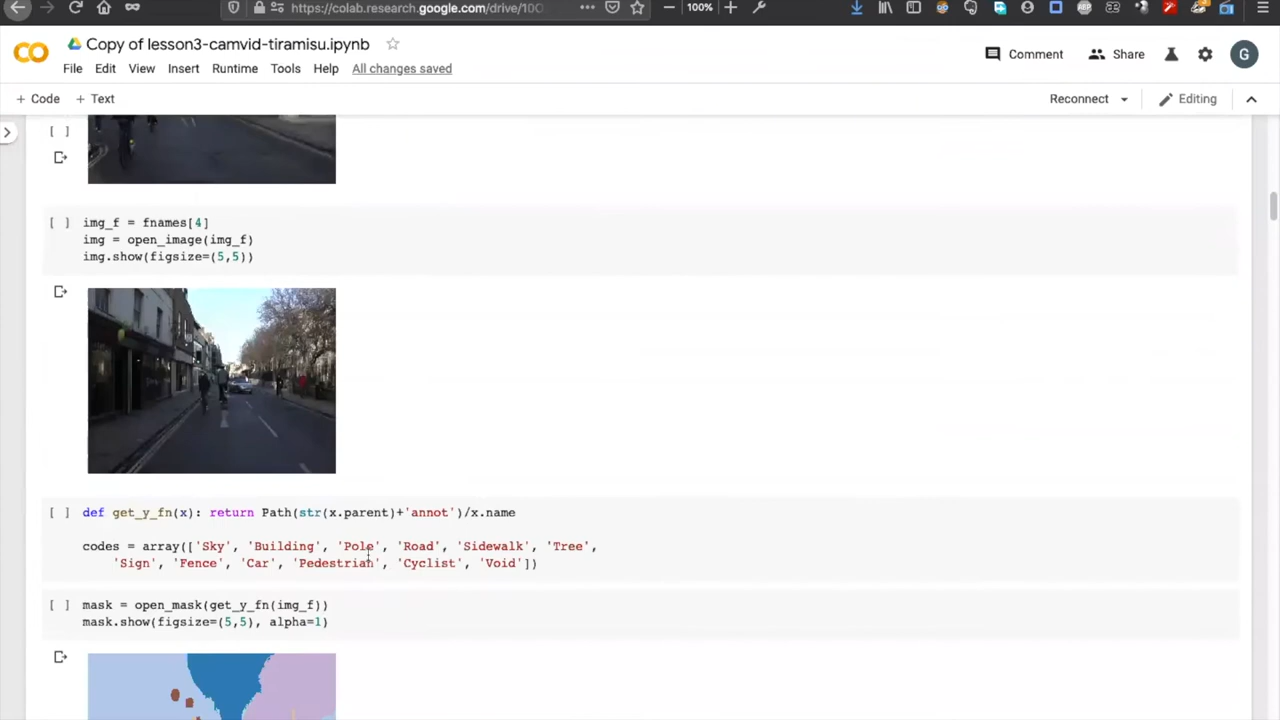 https://colab.research.google.com/drive/10
100%
Copy of lesson3-camvid-tiramisu.ipynb
Comment
Share
G
File Edit View Insert Runtime Tools Help All changes saved
+ Code + Text
Reconnect
Editing
[ ]
[ ] img_f = fnames[4]
img = open_image(img_f)
img.show(figsize=(5,5))
[ ] def get_y_fn(x): return Path(str(x.parent)+'annot')/x.name
codes = array(['Sky', 'Building', 'Pole', 'Road', 'Sidewalk', 'Tree',
'Sign', 'Fence', 'Car', 'Pedestrian', 'Cyclist', 'Void'])
[ ] mask = open_mask(get_y_fn(img_f))
mask.show(figsize=(5,5), alpha=1)